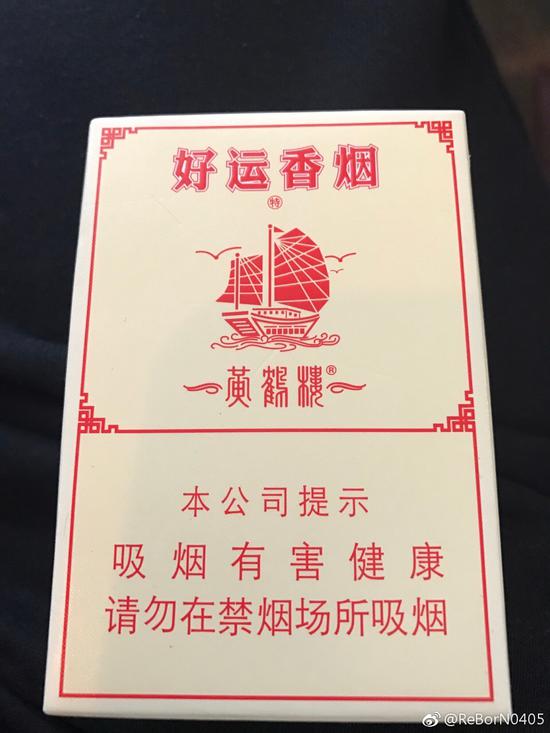 好运香烟
特
黄鹤楼®
本公司提示
吸烟有害健康
请勿在禁烟场所吸烟
@ReBorN0405